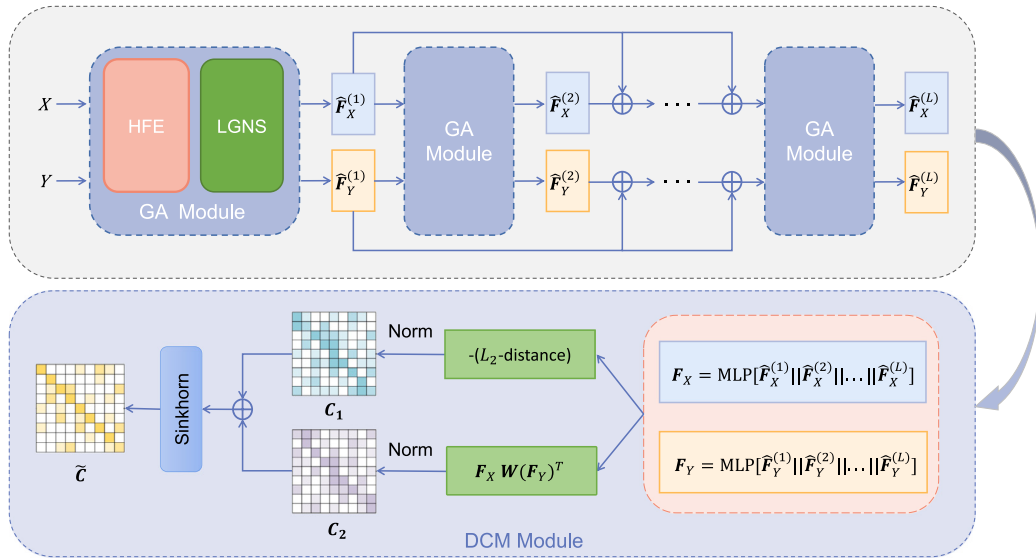 X
Y
HFE
LGNS
GA Module
F̂_X^(1)
F̂_Y^(1)
GA
Module
F̂_X^(2)
F̂_Y^(2)
...
...
GA
Module
F̂_X^(L)
F̂_Y^(L)
C̃
Sinkhorn
C₁
C₂
Norm
Norm
-(L₂-distance)
F_X W(F_Y)^T
F_X = MLP[F̂_X^(1)||F̂_X^(2)||...||F̂_X^(L)]
F_Y = MLP[F̂_Y^(1)||F̂_Y^(2)||...||F̂_Y^(L)]
DCM Module